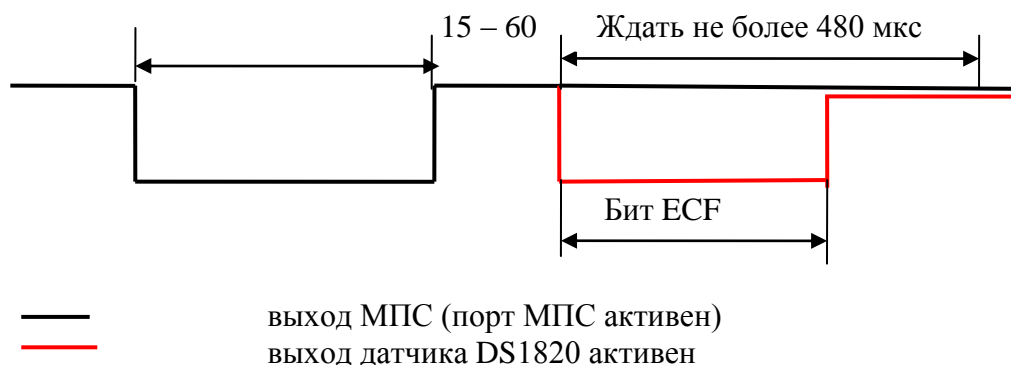 15 – 60 Ждать не более 480 мкс
Бит ECF
выход МПС (порт МПС активен)
выход датчика DS1820 активен